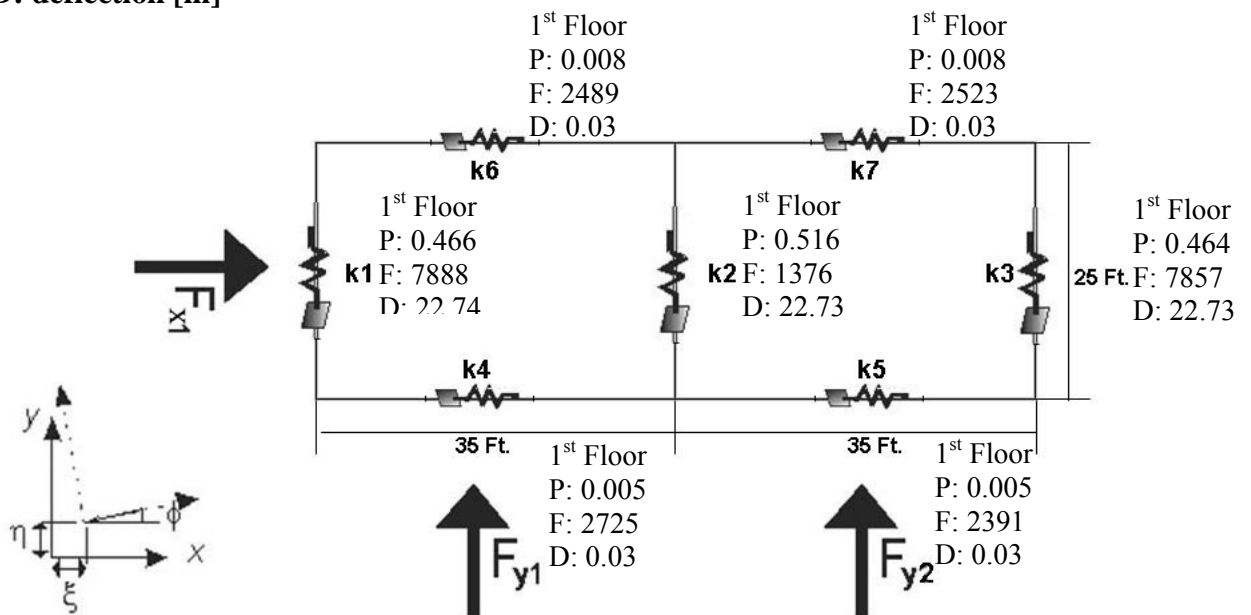 D: deflection [in]
1st Floor
P: 0.008
F: 2489
D: 0.03
1st Floor
P: 0.008
F: 2523
D: 0.03
k6
k7
1st Floor
P: 0.466
F: 7888
D: 22.74
k1
1st Floor
P: 0.516
F: 1376
D: 22.73
k2
k3
25 Ft.
1st Floor
P: 0.464
F: 7857
D: 22.73
Fx1
k4
k5
35 Ft.
35 Ft.
1st Floor
P: 0.005
F: 2725
D: 0.03
1st Floor
P: 0.005
F: 2391
D: 0.03
Fy1
Fy2
y
η
x
ξ
ϕ